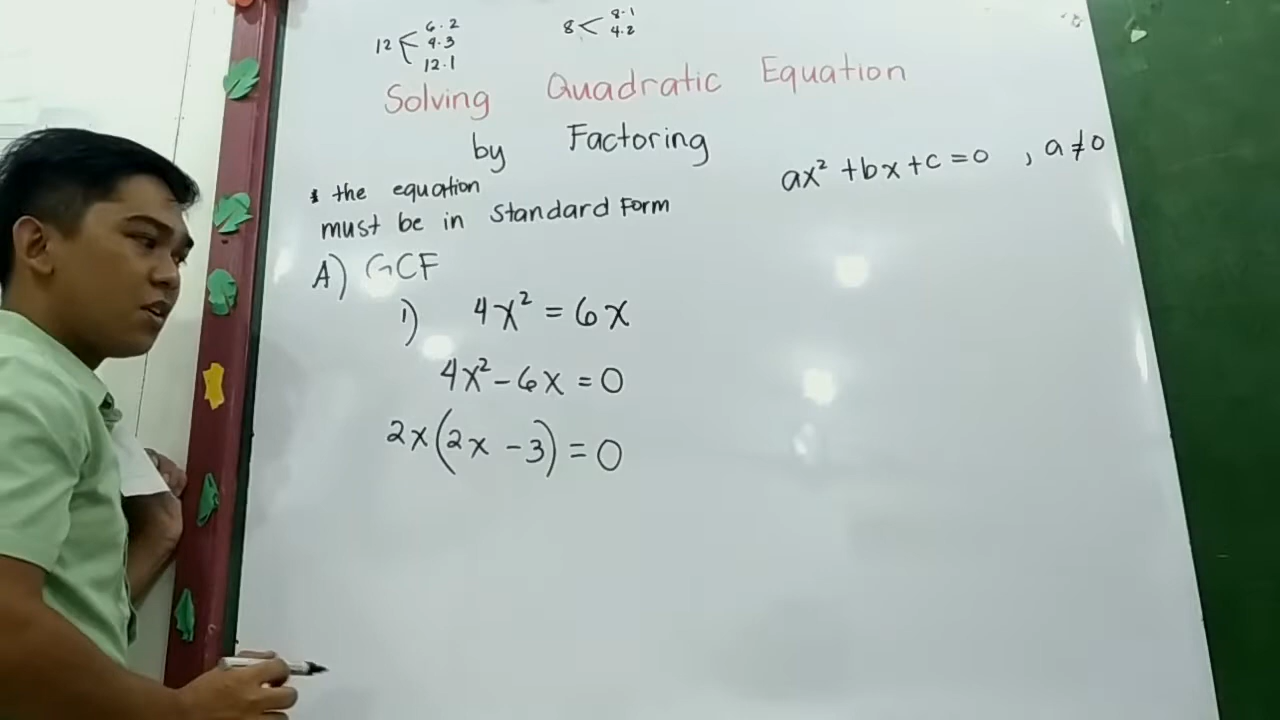 12 < 6·2
4·3
12·1
8 < 8·1
4·2
Solving Quadratic Equation
by Factoring
* the equation
must be in Standard Form
ax² + bx + c = 0 , a ≠ 0
A) GCF
1) 4x² = 6x
4x² - 6x = 0
2x(2x - 3) = 0